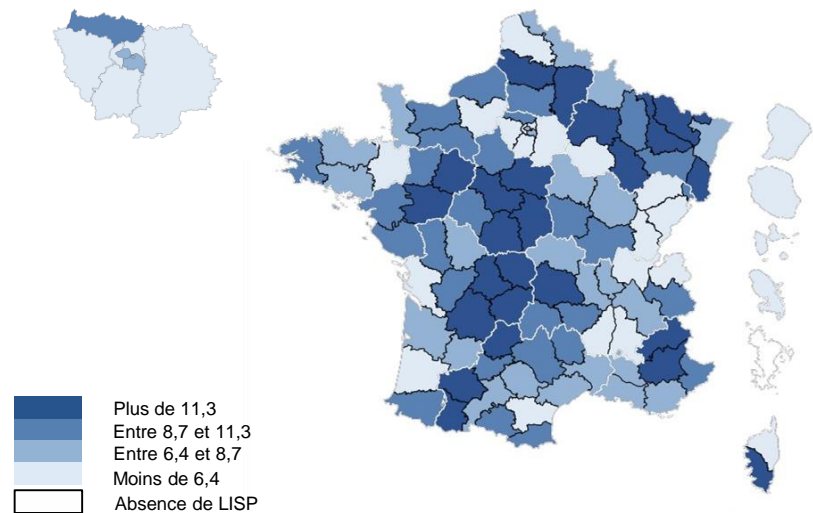 Plus de 11,3
Entre 8,7 et 11,3
Entre 6,4 et 8,7
Moins de 6,4
Absence de LISP